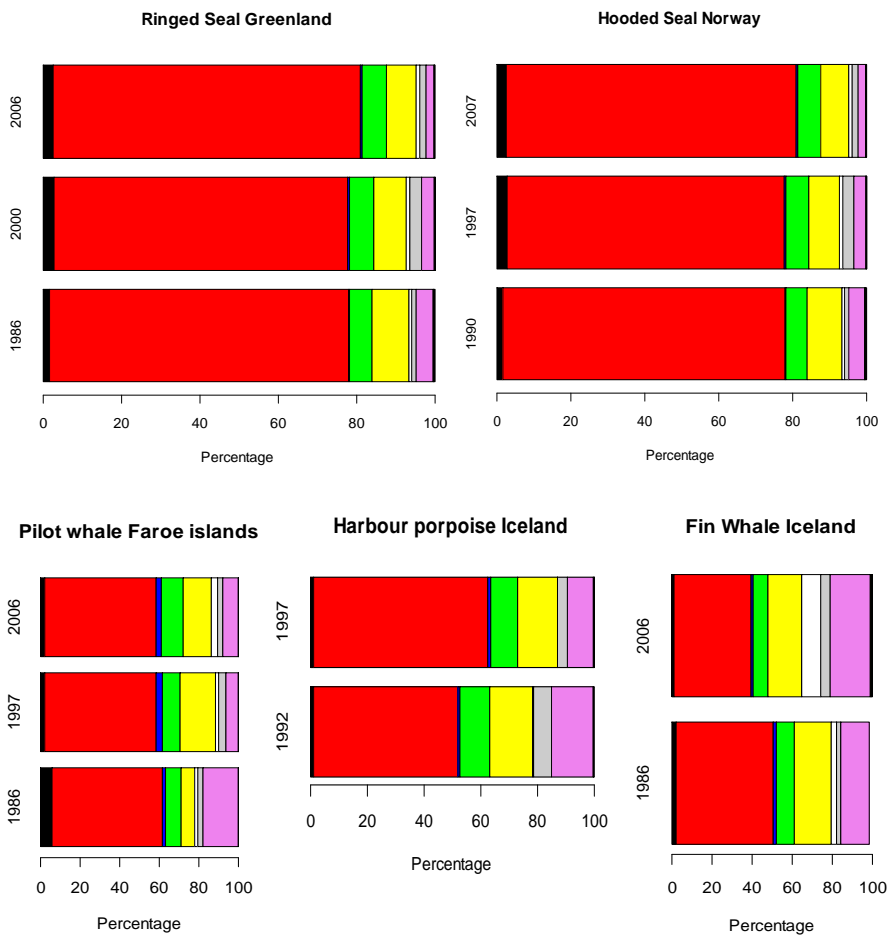 Ringed Seal Greenland
2006
2000
1986
0 20 40 60 80 100
Percentage
Hooded Seal Norway
2007
1997
1990
0 20 40 60 80 100
Percentage
Pilot whale Faroe islands
2006
1997
1986
0 20 40 60 80 100
Percentage
Harbour porpoise Iceland
1997
1992
0 20 40 60 80 100
Percentage
Fin Whale Iceland
2006
1986
0 20 40 60 80 100
Percentage